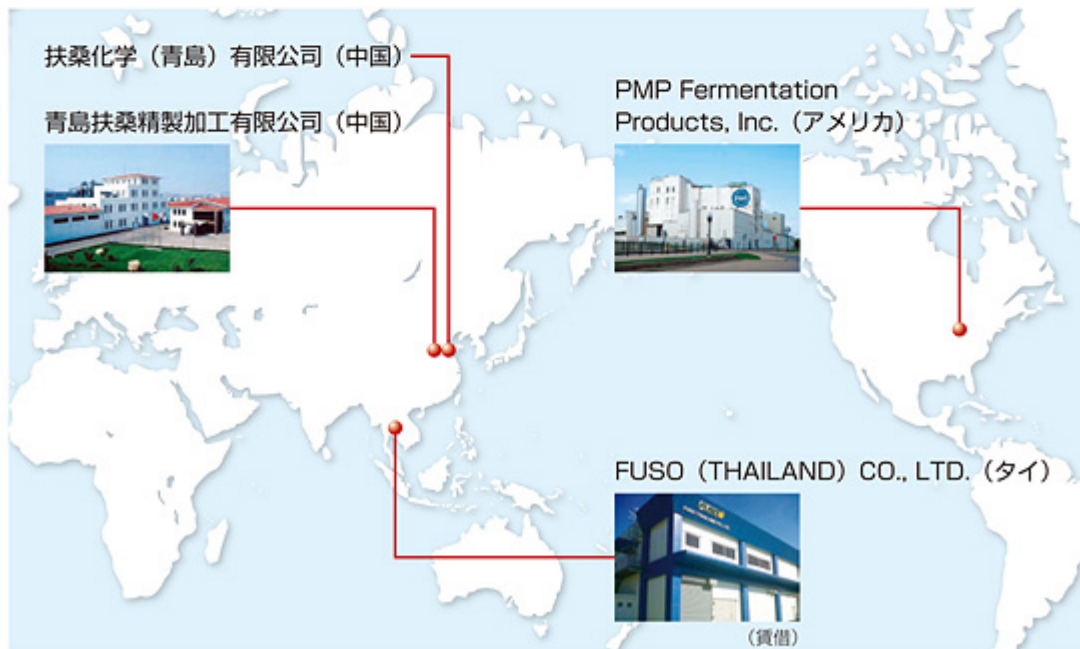 扶桑化学（青島）有限公司（中国）
青島扶桑精製加工有限公司（中国）
PMP Fermentation
Products, Inc.（アメリカ）
PMP
FUSO（THAILAND）CO., LTD.（タイ）
（賃借）